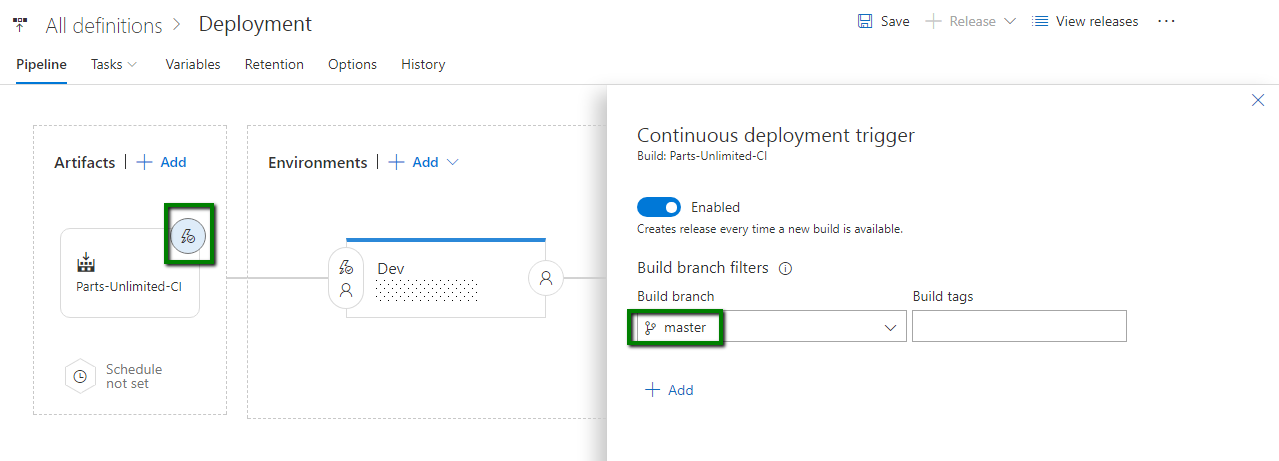 All definitions > Deployment
Save
Release
View releases
...
Pipeline
Tasks
Variables
Retention
Options
History
Artifacts | + Add
Environments | + Add
Parts-Unlimited-CI
Schedule
not set
Dev
Continuous deployment trigger
Build: Parts-Unlimited-CI
Enabled
Creates release every time a new build is available.
Build branch filters
Build branch
Build tags
master
+ Add